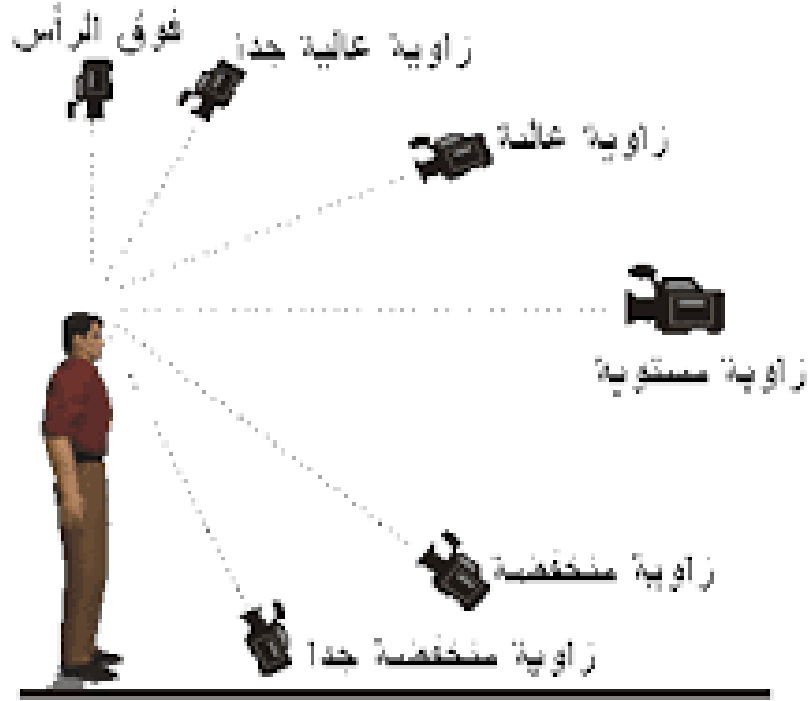 فوق الرأس
زاوية عالية جدا
زاوية عالية
زاوية مستوية
زاوية منخفضة
زاوية منخفضة جدا